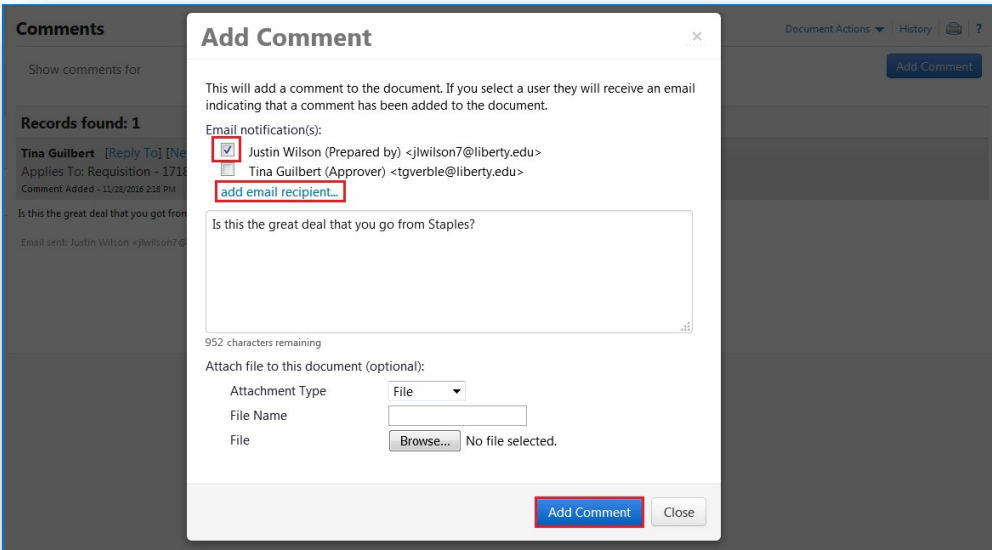 Comments
Document Actions History ?
Show comments for
Add Comment
Records found: 1
Tina Guilbert [Reply To]
Applies To: Requisition - 1718
Comment Added - 11/28/2016 2:18 PM
Is this the great deal that you got from
Email sent: Justin Wilson <jlwilson7@
Add Comment
×
This will add a comment to the document. If you select a user they will receive an email
indicating that a comment has been added to the document.
Email notification(s):
Justin Wilson (Prepared by) <jlwilson7@liberty.edu>
Tina Guilbert (Approver) <tgverble@liberty.edu>
add email recipient...
Is this the great deal that you go from Staples?
952 characters remaining
Attach file to this document (optional):
Attachment Type File
File Name
File Browse... No file selected.
Add Comment Close